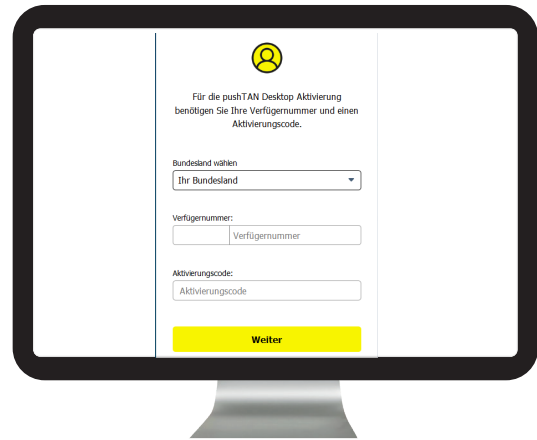 Für die pushTAN Desktop Aktivierung
benötigen Sie Ihre Verfügernummer und einen
Aktivierungscode.
Bundesland wählen
Ihr Bundesland
Verfügernummer:
Verfügernummer
Aktivierungscode:
Aktivierungscode
Weiter